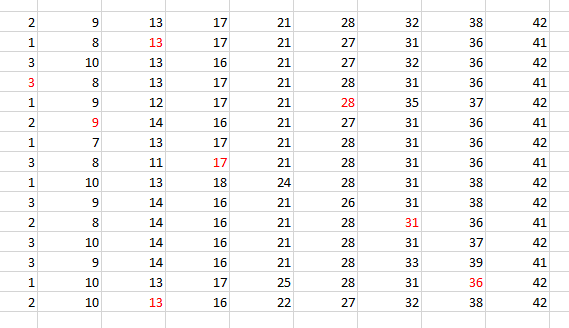 2 9 13 17 21 28 32 38 42
1 8 13 17 21 27 31 36 41
3 10 13 16 21 27 32 36 42
3 8 13 17 21 28 31 36 41
1 9 12 17 21 28 35 37 42
2 9 14 16 21 27 31 36 41
1 7 13 17 21 28 31 36 42
3 8 11 17 21 28 31 36 41
1 10 13 18 24 28 31 38 42
3 9 14 16 21 26 31 38 42
2 8 14 16 21 28 31 36 41
3 10 14 16 21 28 31 37 42
3 9 14 16 21 28 33 39 41
1 10 13 17 25 28 31 36 42
2 10 13 16 22 27 32 38 42